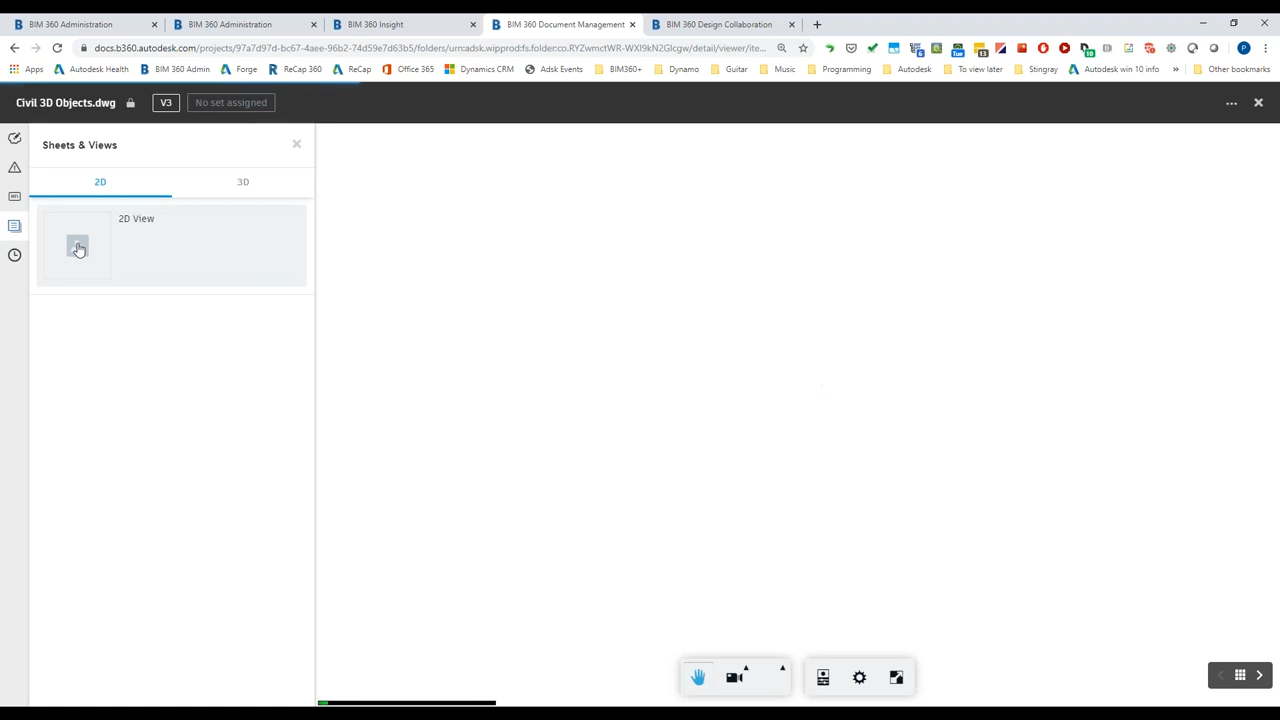 BIM 360 Administration
BIM 360 Administration
BIM 360 Insight
BIM 360 Document Management
BIM 360 Design Collaboration
docs.b360.autodesk.com/projects/97a7d97d-bc67-4aee-96b2-74d59e7d63b5/folders/urn:adsk.wipprod:fs.folder:co.RYZwmctWR-WXI9kN2Glcgw/detail/viewer/ite...
Apps
Autodesk Health
BIM 360 Admin
Forge
ReCap 360
ReCap
Office 365
Dynamics CRM
Adsk Events
BIM360+
Dynamo
Guitar
Music
Programming
Autodesk
To view later
Stingray
Autodesk win 10 info
»
Other bookmarks
Civil 3D Objects.dwg
V3
No set assigned
Sheets & Views
2D
3D
2D View